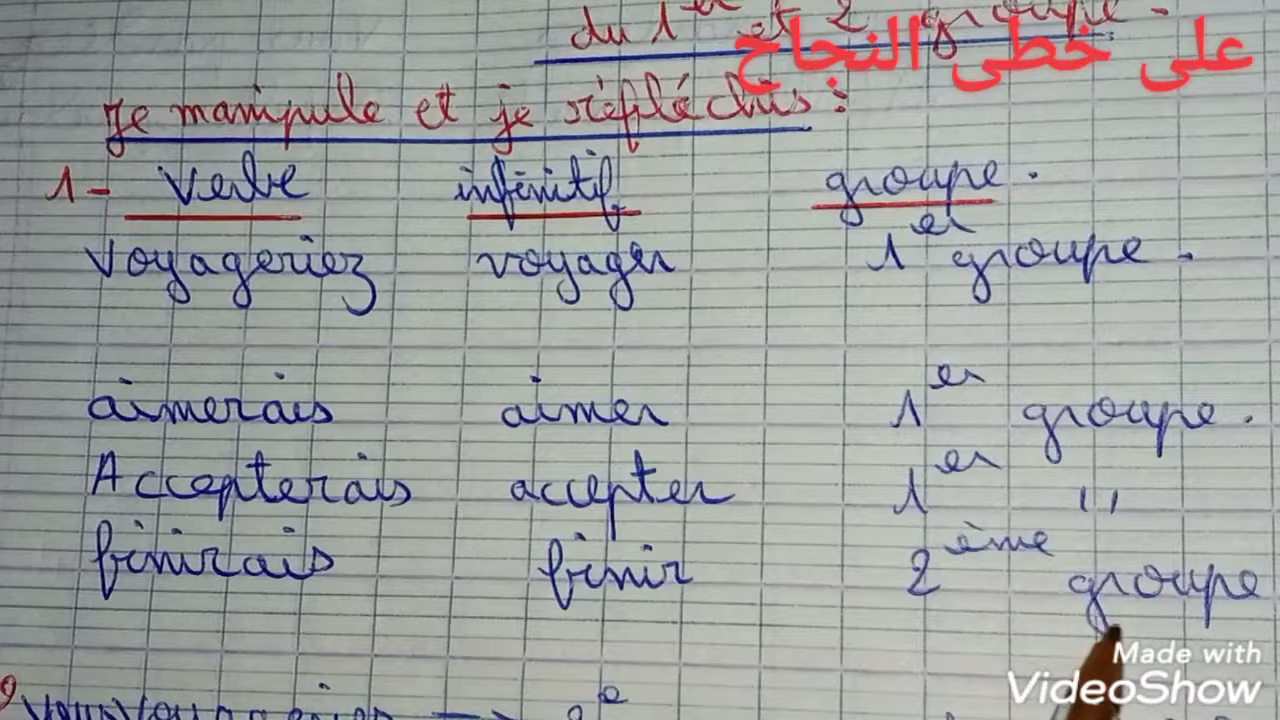 du 1er et 2 groupe.
على خطى النجاح
Je manipule et je réfléchis :
1- Verbe infinitif groupe.
Voyageriez voyager 1er groupe.
aimerais aimer 1er groupe.
Accepterais accepter 1er ''
finirais finir 2ème groupe
Made with
VideoShow